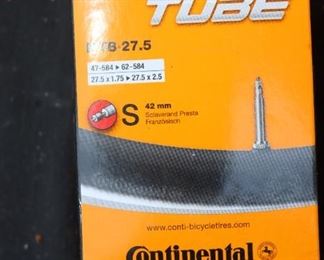 TUBE
MTB 27.5
47-584 ▸ 62-584
27.5 x 1.75 ▸ 27.5 x 2.5
S
42 mm
Sclaverand Presta
Französisch
www.conti-bicycletires.com
Continental